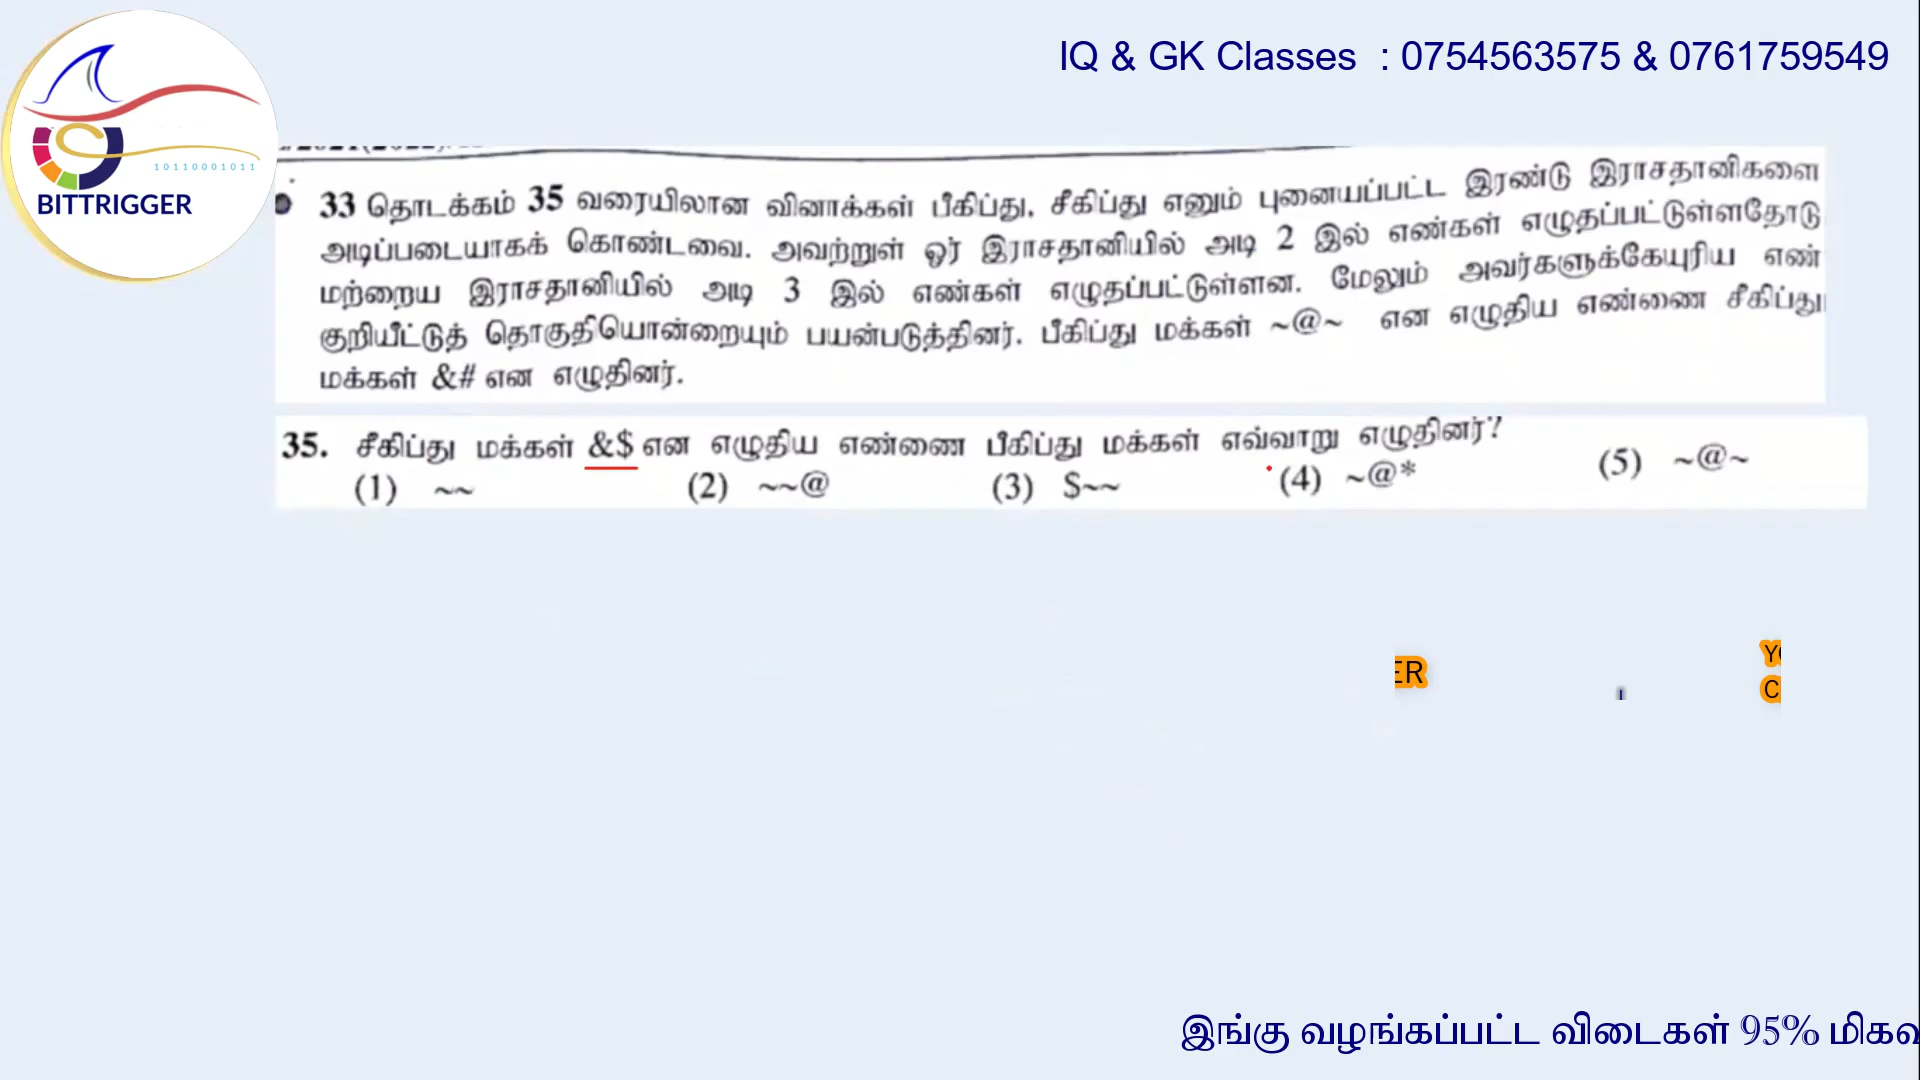 IQ & GK Classes : 0754563575 & 0761759549
10110001011
BITTRIGGER
33 தொடக்கம் 35 வரையிலான வினாக்கள் பீகிப்து, சீகிப்து எனும் புனையப்பட்ட இரண்டு இராசதானிகளை
அடிப்படையாகக் கொண்டவை. அவற்றுள் ஓர் இராசதானியில் அடி 2 இல் எண்கள் எழுதப்பட்டுள்ளதோடு
மற்றைய இராசதானியில் அடி 3 இல் எண்கள் எழுதப்பட்டுள்ளன. மேலும் அவர்களுக்கேயுரிய எண்
குறியீட்டுத் தொகுதியொன்றையும் பயன்படுத்தினர். பீகிப்து மக்கள் ~@~ என எழுதிய எண்ணை சீகிப்து
மக்கள் &# என எழுதினர்.
35. சீகிப்து மக்கள் &$ என எழுதிய எண்ணை பீகிப்து மக்கள் எவ்வாறு எழுதினர்?
(1) ~~ (2) ~~@ (3) $~~ (4) ~@* (5) ~@~
ER
இங்கு வழங்கப்பட்ட விடைகள் 95%